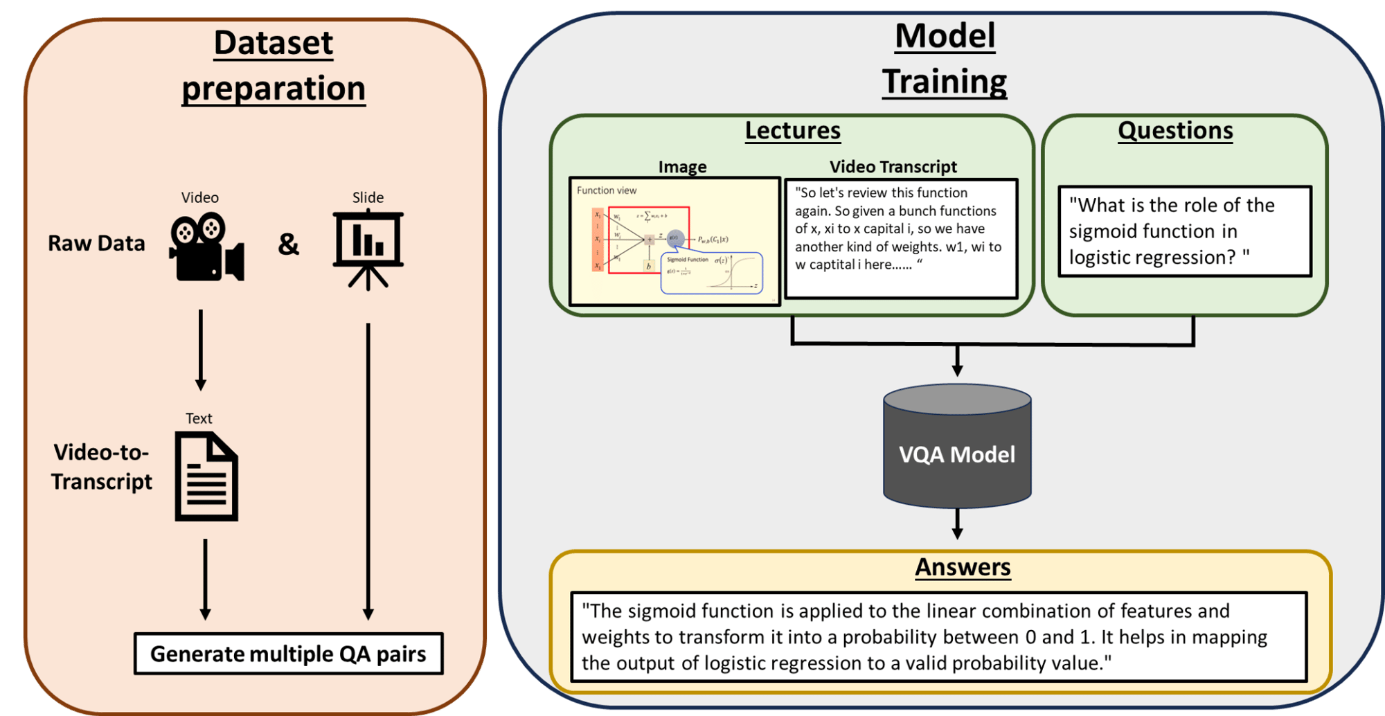 Dataset
preparation
Video
Slide
Raw Data
&
Text
Video-to-
Transcript
Generate multiple QA pairs
Model
Training
Lectures
Image
Video Transcript
Function view
Sigmoid Function
σ(z)
z
b
"So let's review this function
again. So given a bunch functions
of x, xi to x capital i, so we have
another kind of weights. w1, wi to
w captital i here...... “
Questions
"What is the role of the
sigmoid function in
logistic regression? "
VQA Model
Answers
"The sigmoid function is applied to the linear combination of features and
weights to transform it into a probability between 0 and 1. It helps in mapping
the output of logistic regression to a valid probability value."